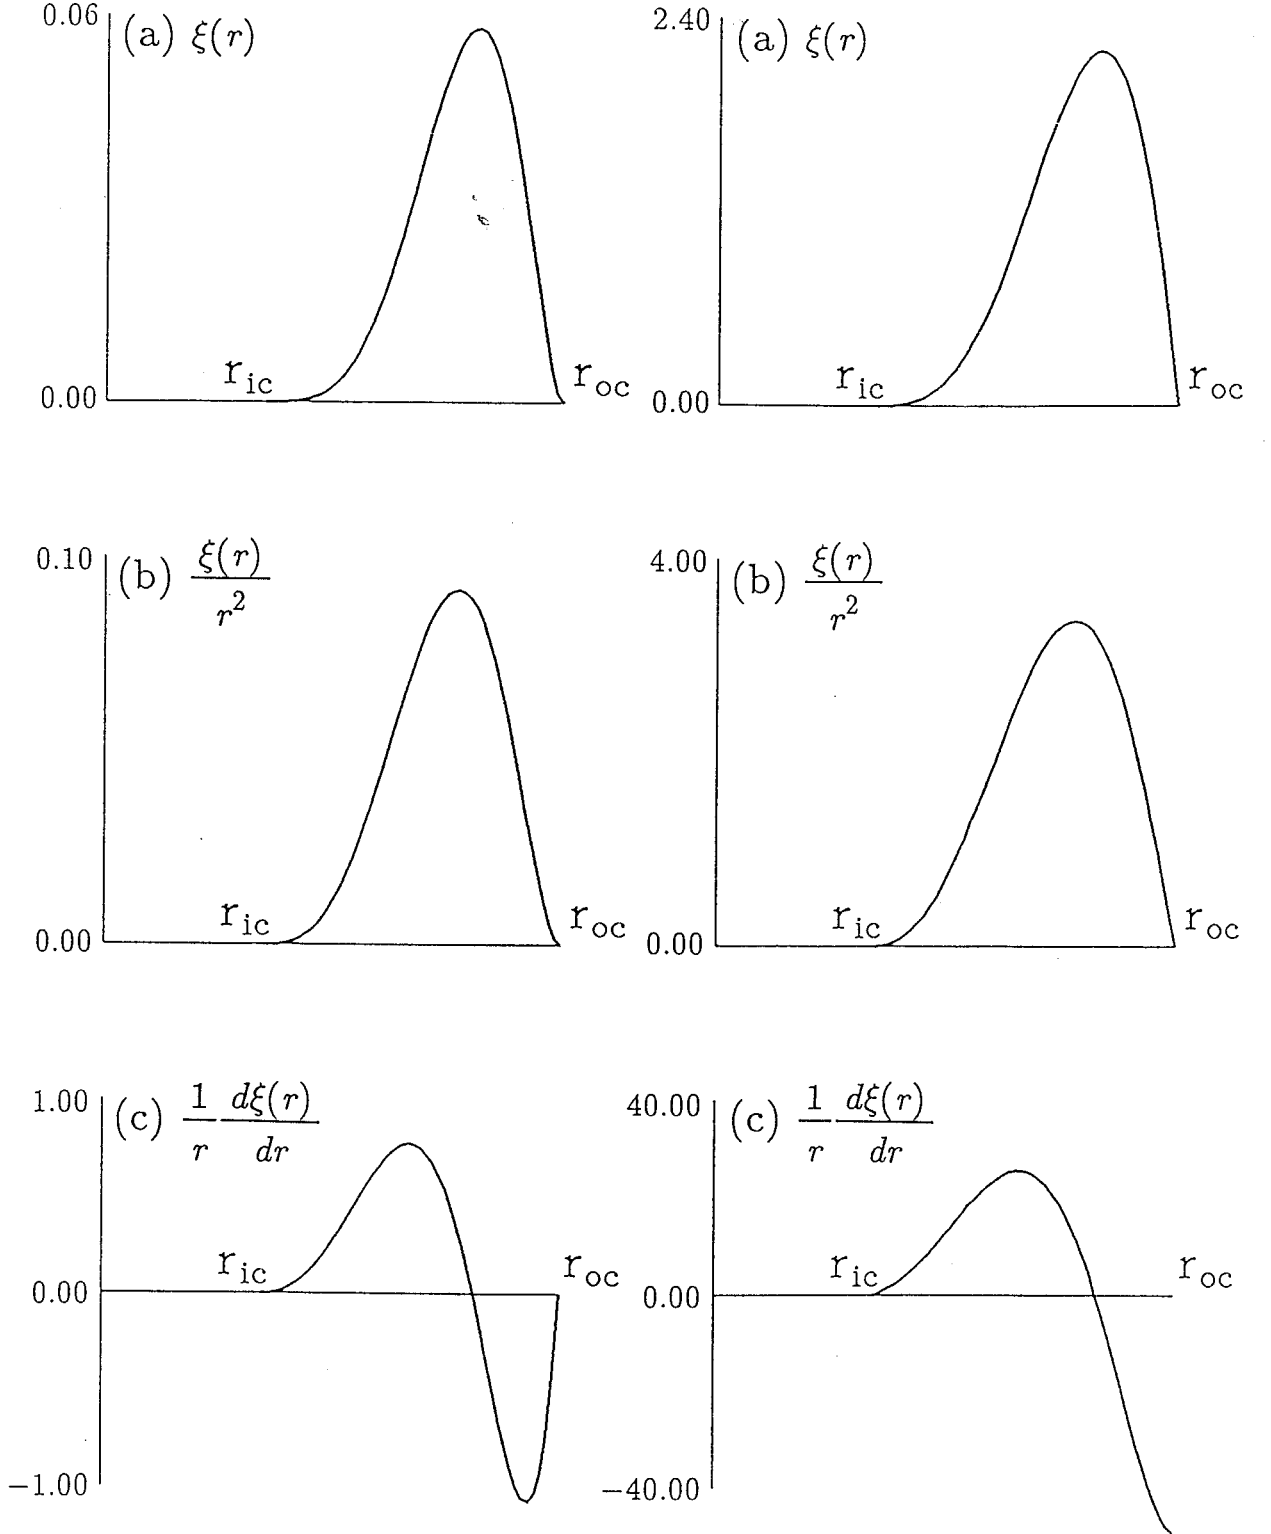 0.06
(a) ξ(r)
r_ic
r_oc
0.00
2.40
(a) ξ(r)
r_ic
r_oc
0.00
0.10
(b) ξ(r)
r²
r_ic
r_oc
0.00
4.00
(b) ξ(r)
r²
r_ic
r_oc
0.00
1.00
(c) 1 dξ(r)
r dr
r_ic
r_oc
0.00
−1.00
40.00
(c) 1 dξ(r)
r dr
r_ic
r_oc
0.00
−40.00